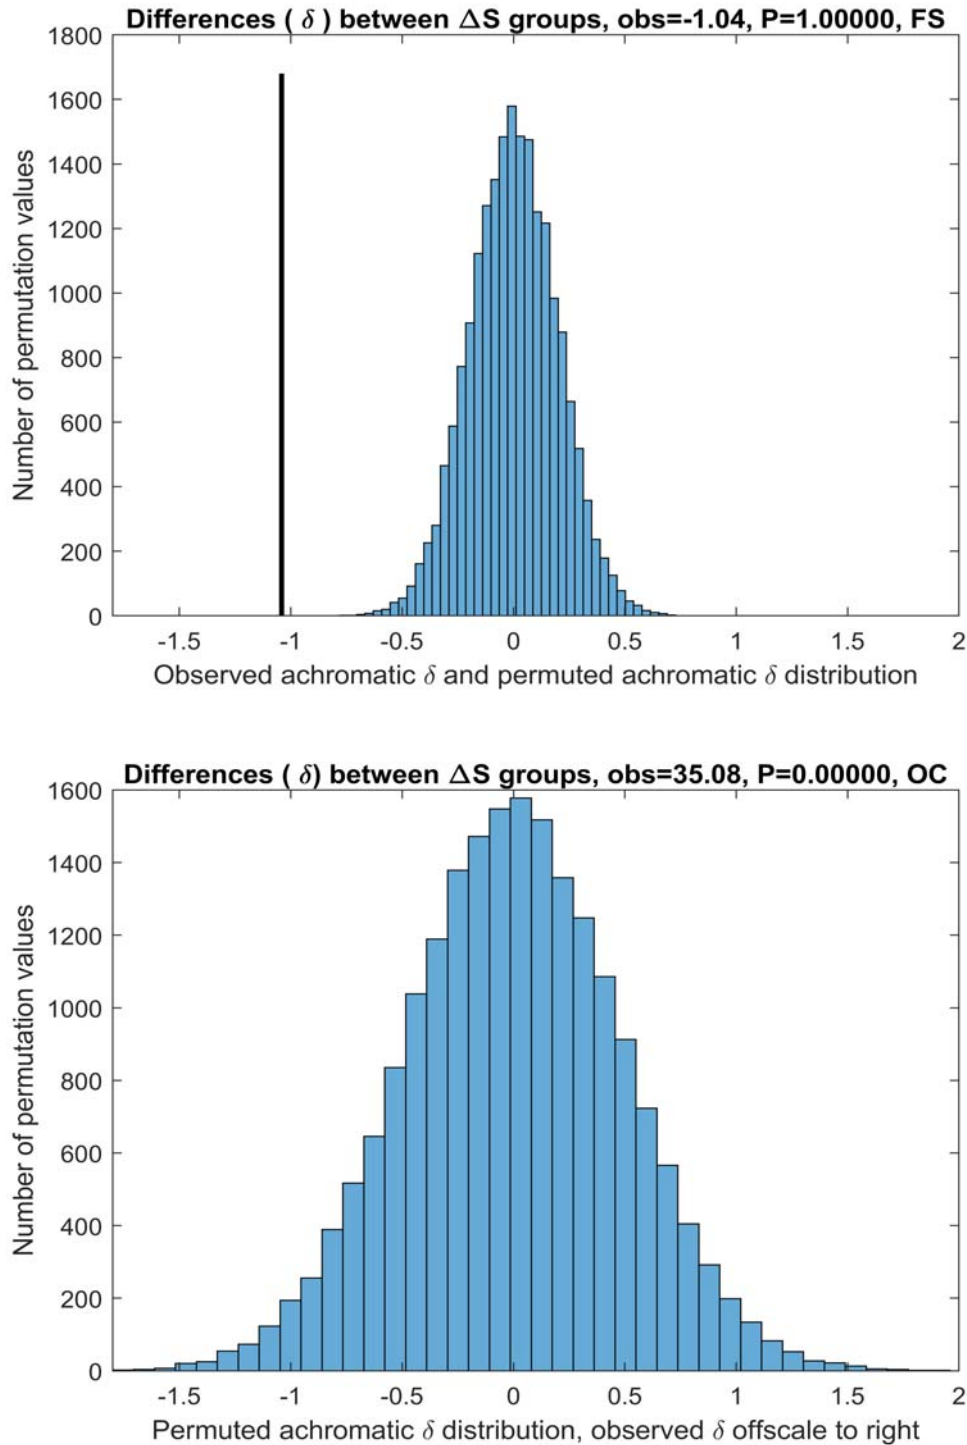 Differences ( δ ) between ΔS groups, obs=-1.04, P=1.00000, FS
1800
1600
1400
1200
1000
800
600
400
200
0
Number of permutation values
-1.5 -1 -0.5 0 0.5 1 1.5 2
Observed achromatic δ and permuted achromatic δ distribution
Differences ( δ) between ΔS groups, obs=35.08, P=0.00000, OC
1600
1400
1200
1000
800
600
400
200
0
Number of permutation values
-1.5 -1 -0.5 0 0.5 1 1.5 2
Permuted achromatic δ distribution, observed δ offscale to right